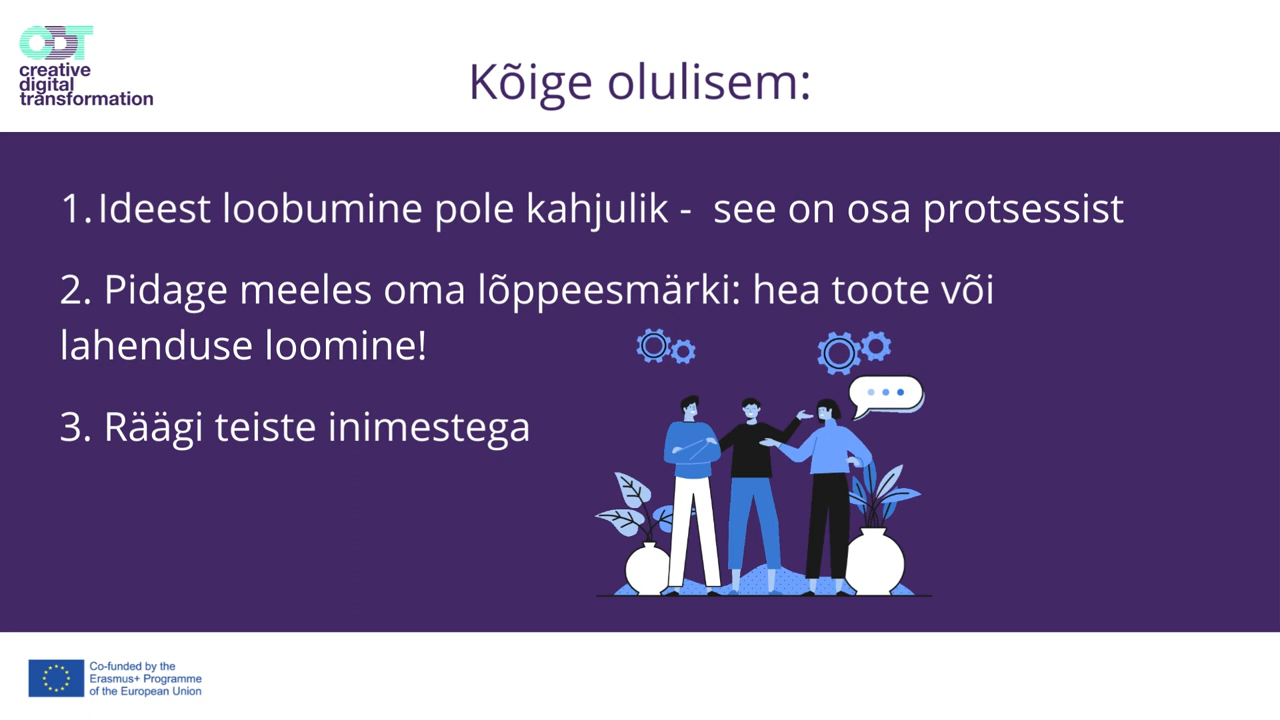 CDT
creative
digital
transformation
Kõige olulisem:
1. Ideest loobumine pole kahjulik - see on osa protsessist
2. Pidage meeles oma lõppeesmärki: hea toote või
lahenduse loomine!
3. Räägi teiste inimestega
Co-funded by the
Erasmus+ Programme
of the European Union